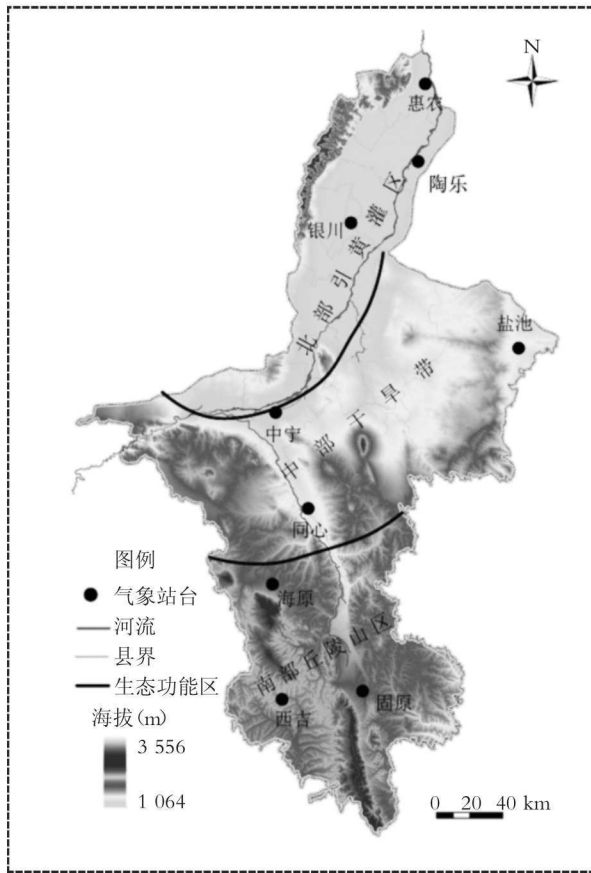 N
惠农
陶乐
银川
北部引黄灌区
盐池
中宁
中部干旱带
同心
图例
气象站台
海原
河流
县界
南部丘陵山区
生态功能区
固原
西吉
海拔(m)
3 556
1 064
0 20 40 km